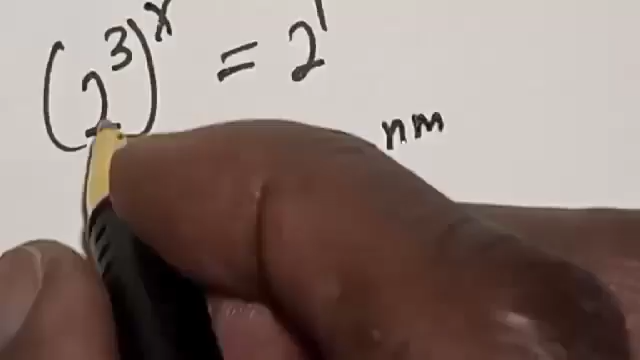 (2³)ˣ = 2¹
nm